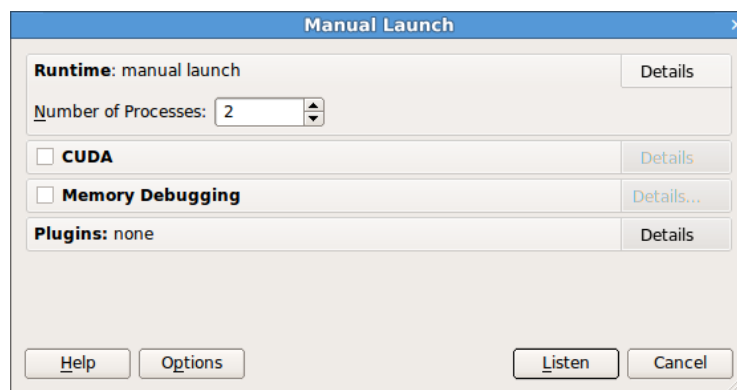 Manual Launch
Runtime: manual launch Details
Number of Processes: 2
CUDA Details
Memory Debugging Details...
Plugins: none Details
Help Options Listen Cancel